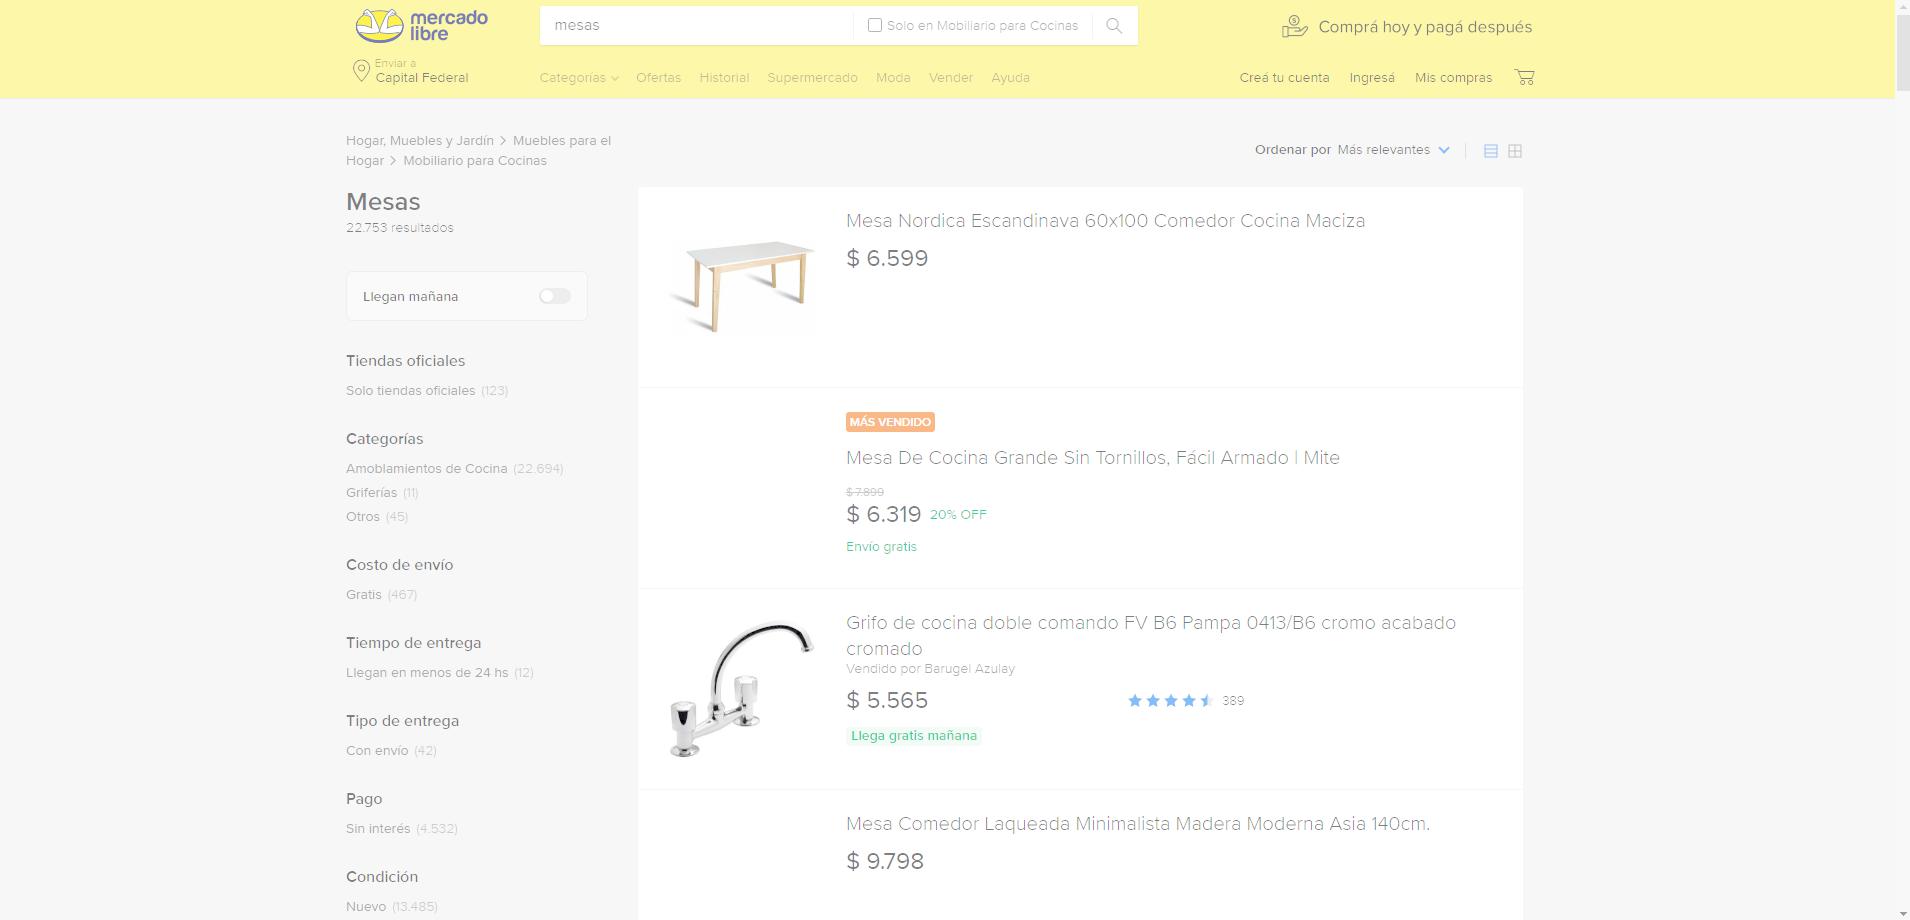 mercado
libre
mesas
Solo en Mobiliario para Cocinas
Comprá hoy y pagá después
Enviar a
Capital Federal
Categorías
Ofertas
Historial
Supermercado
Moda
Vender
Ayuda
Creá tu cuenta
Ingresá
Mis compras
Hogar, Muebles y Jardín > Muebles para el
Hogar > Mobiliario para Cocinas
Ordenar por Más relevantes
Mesas
22.753 resultados
Llegan mañana
Tiendas oficiales
Solo tiendas oficiales (123)
Categorías
Amoblamientos de Cocina (22.694)
Griferías (11)
Otros (45)
Costo de envío
Gratis (467)
Tiempo de entrega
Llegan en menos de 24 hs (12)
Tipo de entrega
Con envío (42)
Pago
Sin interés (4.532)
Condición
Nuevo (13.485)
Mesa Nordica Escandinava 60x100 Comedor Cocina Maciza
$ 6.599
MÁS VENDIDO
Mesa De Cocina Grande Sin Tornillos, Fácil Armado | Mite
$ 7.899
$ 6.319 20% OFF
Envío gratis
Grifo de cocina doble comando FV B6 Pampa 0413/B6 cromo acabado
cromado
Vendido por Barugel Azulay
$ 5.565
389
Llega gratis mañana
Mesa Comedor Laqueada Minimalista Madera Moderna Asia 140cm.
$ 9.798